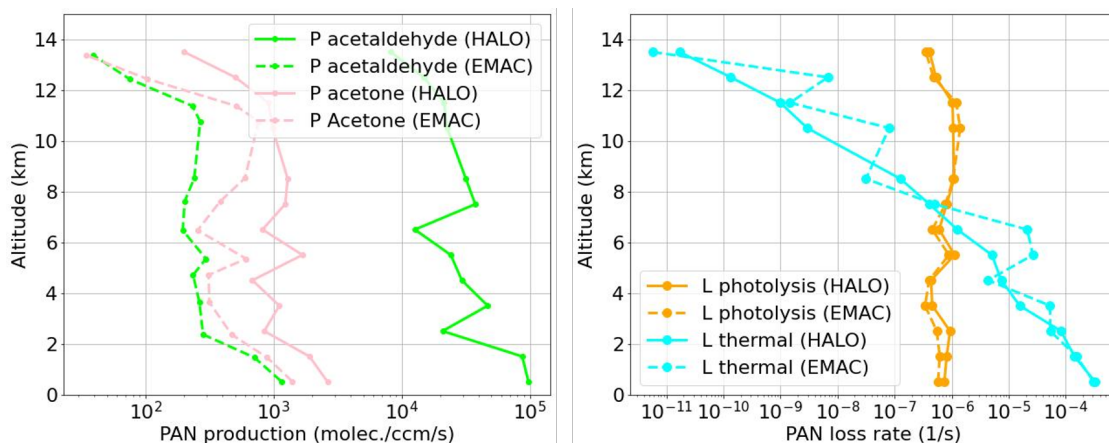 14
12
10
8
6
4
2
0
Altitude (km)
P acetaldehyde (HALO)
P acetaldehyde (EMAC)
P acetone (HALO)
P Acetone (EMAC)
10²
10³
10⁴
10⁵
PAN production (molec./ccm/s)
14
12
10
8
6
4
2
0
Altitude (km)
L photolysis (HALO)
L photolysis (EMAC)
L thermal (HALO)
L thermal (EMAC)
10⁻¹¹
10⁻¹⁰
10⁻⁹
10⁻⁸
10⁻⁷
10⁻⁶
10⁻⁵
10⁻⁴
PAN loss rate (1/s)